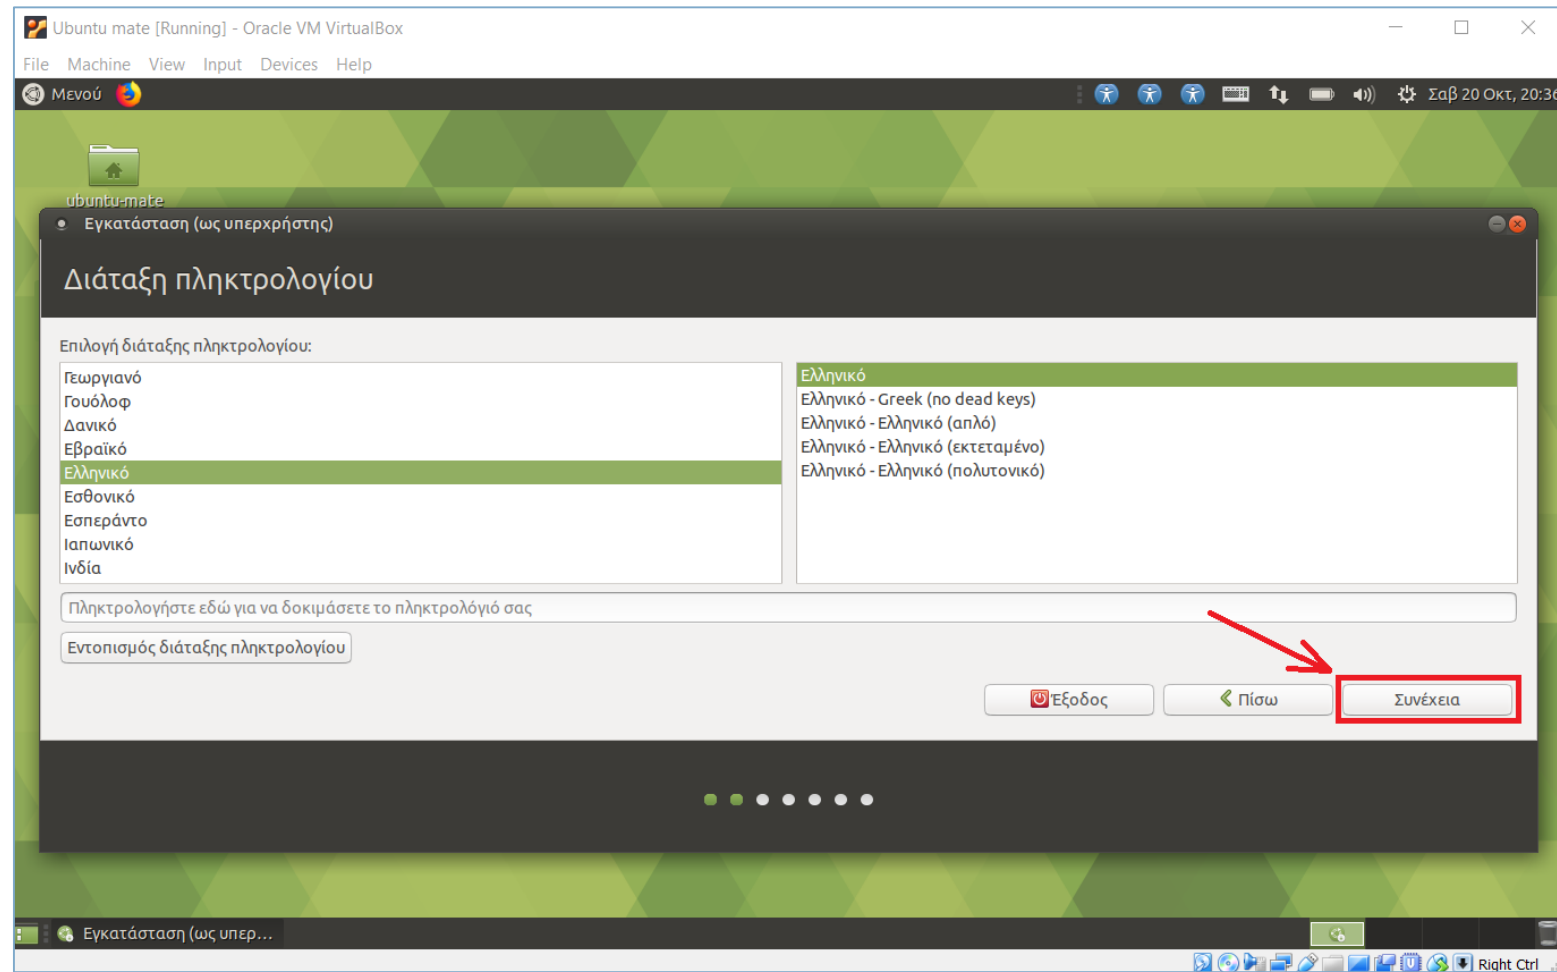 Ubuntu mate [Running] - Oracle VM VirtualBox
File Machine View Input Devices Help
Μενού Σαβ 20 Οκτ, 20:36
ubuntu-mate
Εγκατάσταση (ως υπερχρήστης)
Διάταξη πληκτρολογίου
Επιλογή διάταξης πληκτρολογίου:
Γεωργιανό
Γουόλοφ
Δανικό
Εβραϊκό
Ελληνικό
Εσθονικό
Εσπεράντο
Ιαπωνικό
Ινδία
Ελληνικό
Ελληνικό - Greek (no dead keys)
Ελληνικό - Ελληνικό (απλό)
Ελληνικό - Ελληνικό (εκτεταμένο)
Ελληνικό - Ελληνικό (πολυτονικό)
Πληκτρολογήστε εδώ για να δοκιμάσετε το πληκτρολόγιό σας
Εντοπισμός διάταξης πληκτρολογίου
Έξοδος Πίσω Συνέχεια
Εγκατάσταση (ως υπερ...
Right Ctrl